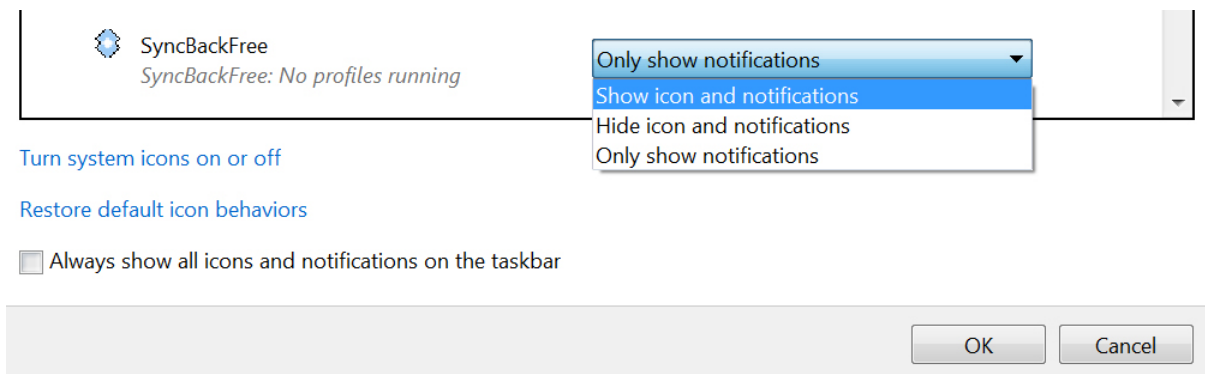 SyncBackFree
SyncBackFree: No profiles running
Only show notifications
Show icon and notifications
Hide icon and notifications
Only show notifications
Turn system icons on or off
Restore default icon behaviors
Always show all icons and notifications on the taskbar
OK
Cancel